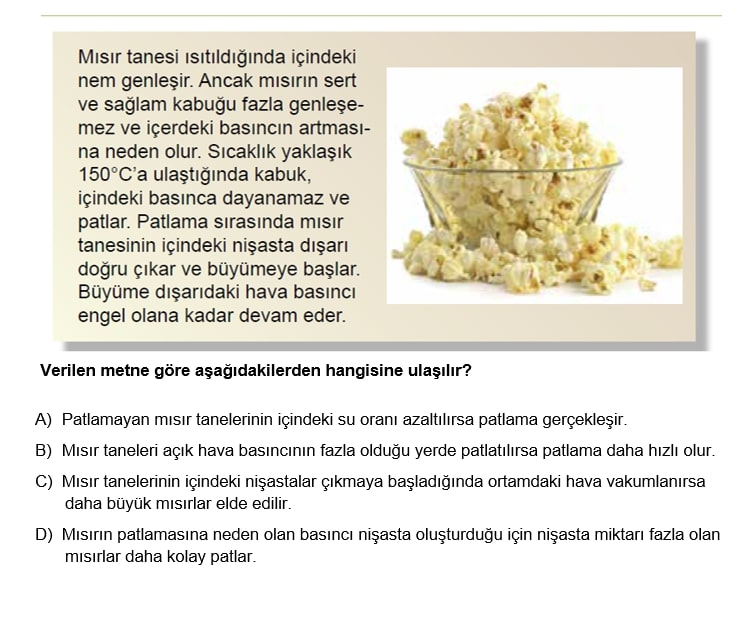 Mısır tanesi ısıtıldığında içindeki
nem genleşir. Ancak mısırın sert
ve sağlam kabuğu fazla genleşe-
mez ve içerdeki basıncın artması-
na neden olur. Sıcaklık yaklaşık
150°C'a ulaştığında kabuk,
içindeki basınca dayanamaz ve
patlar. Patlama sırasında mısır
tanesinin içindeki nişasta dışarı
doğru çıkar ve büyümeye başlar.
Büyüme dışarıdaki hava basıncı
engel olana kadar devam eder.
Verilen metne göre aşağıdakilerden hangisine ulaşılır?
A) Patlamayan mısır tanelerinin içindeki su oranı azaltılırsa patlama gerçekleşir.
B) Mısır taneleri açık hava basıncının fazla olduğu yerde patlatılırsa patlama daha hızlı olur.
C) Mısır tanelerinin içindeki nişastalar çıkmaya başladığında ortamdaki hava vakumlanırsa
daha büyük mısırlar elde edilir.
D) Mısırın patlamasına neden olan basıncı nişasta oluşturduğu için nişasta miktarı fazla olan
mısırlar daha kolay patlar.